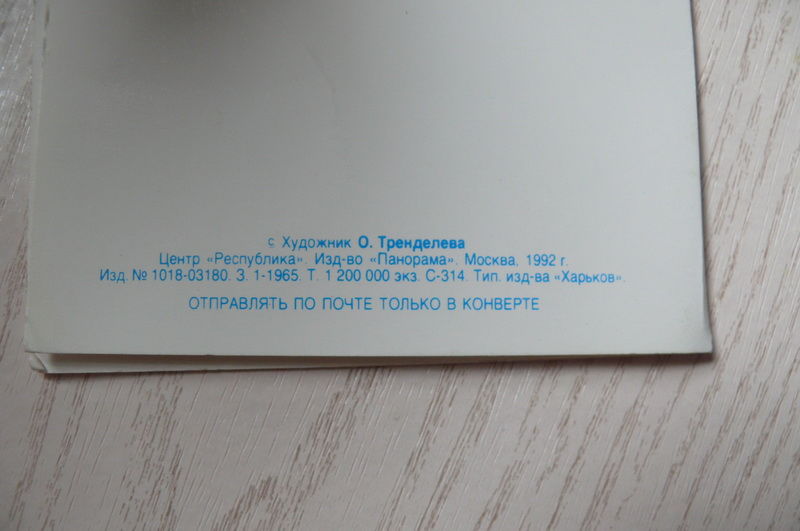 с Художник О. Тренделева
Центр «Республика». Изд-во «Панорама». Москва, 1992 г.
Изд. № 1018-03180. З. 1-1965. Т. 1 200 000 экз. С-314. Тип. изд-ва «Харьков».
ОТПРАВЛЯТЬ ПО ПОЧТЕ ТОЛЬКО В КОНВЕРТЕ